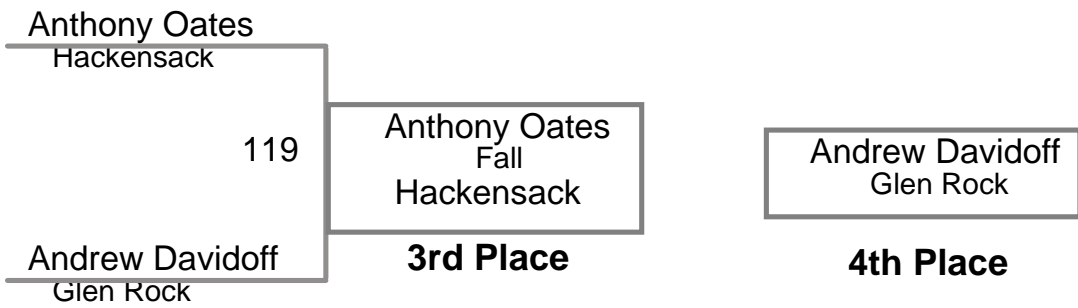 Anthony Oates
Hackensack
119
Anthony Oates
Fall
Hackensack
3rd Place
Andrew Davidoff
Glen Rock
Andrew Davidoff
Glen Rock
4th Place